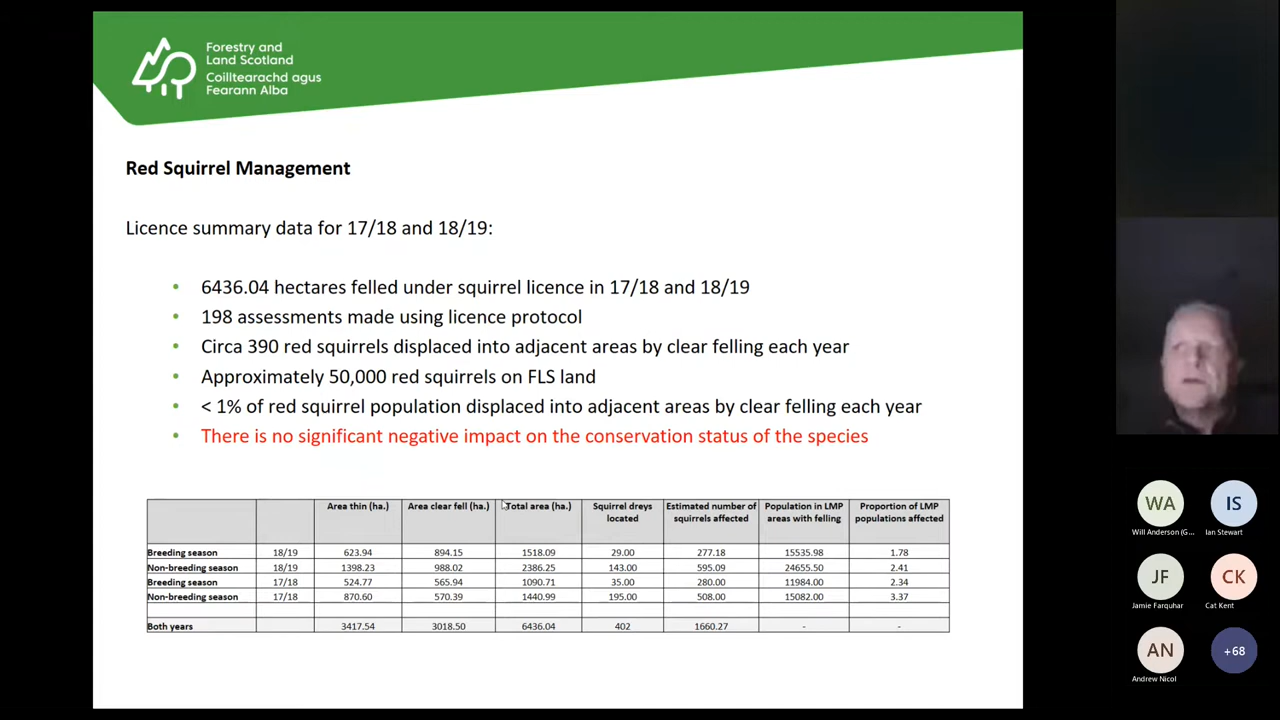 Forestry and
Land Scotland
Coilltearachd agus
Fearann Alba
Red Squirrel Management
Licence summary data for 17/18 and 18/19:
• 6436.04 hectares felled under squirrel licence in 17/18 and 18/19
• 198 assessments made using licence protocol
• Circa 390 red squirrels displaced into adjacent areas by clear felling each year
• Approximately 50,000 red squirrels on FLS land
• < 1% of red squirrel population displaced into adjacent areas by clear felling each year
• There is no significant negative impact on the conservation status of the species
Area thin (ha.) Area clear fell (ha.) Total area (ha.) Squirrel dreys located Estimated number of squirrels affected Population in LMP areas with felling Proportion of LMP populations affected
Breeding season 18/19 623.94 894.15 1518.09 29.00 277.18 15535.98 1.78
Non-breeding season 18/19 1398.23 988.02 2386.25 143.00 595.09 24655.50 2.41
Breeding season 17/18 524.77 565.94 1090.71 35.00 280.00 11984.00 2.34
Non-breeding season 17/18 870.60 570.39 1440.99 195.00 508.00 15082.00 3.37
Both years 3417.54 3018.50 6436.04 402 1660.27 - -
WA IS
Will Anderson (G... Ian Stewart
JF CK
Jamie Farquhar Cat Kent
AN +68
Andrew Nicol